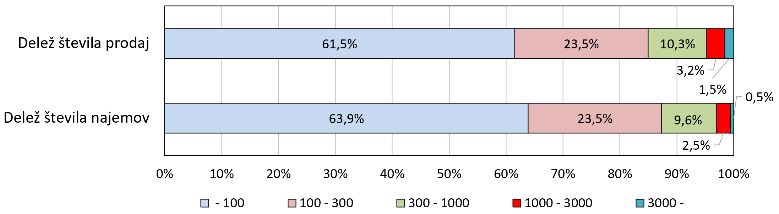 Delež števila prodaj
61,5%
23,5%
10,3%
3,2%
1,5%
Delež števila najemov
63,9%
23,5%
9,6%
2,5%
0,5%
0% 10% 20% 30% 40% 50% 60% 70% 80% 90% 100%
- 100 100 - 300 300 - 1000 1000 - 3000 3000 -